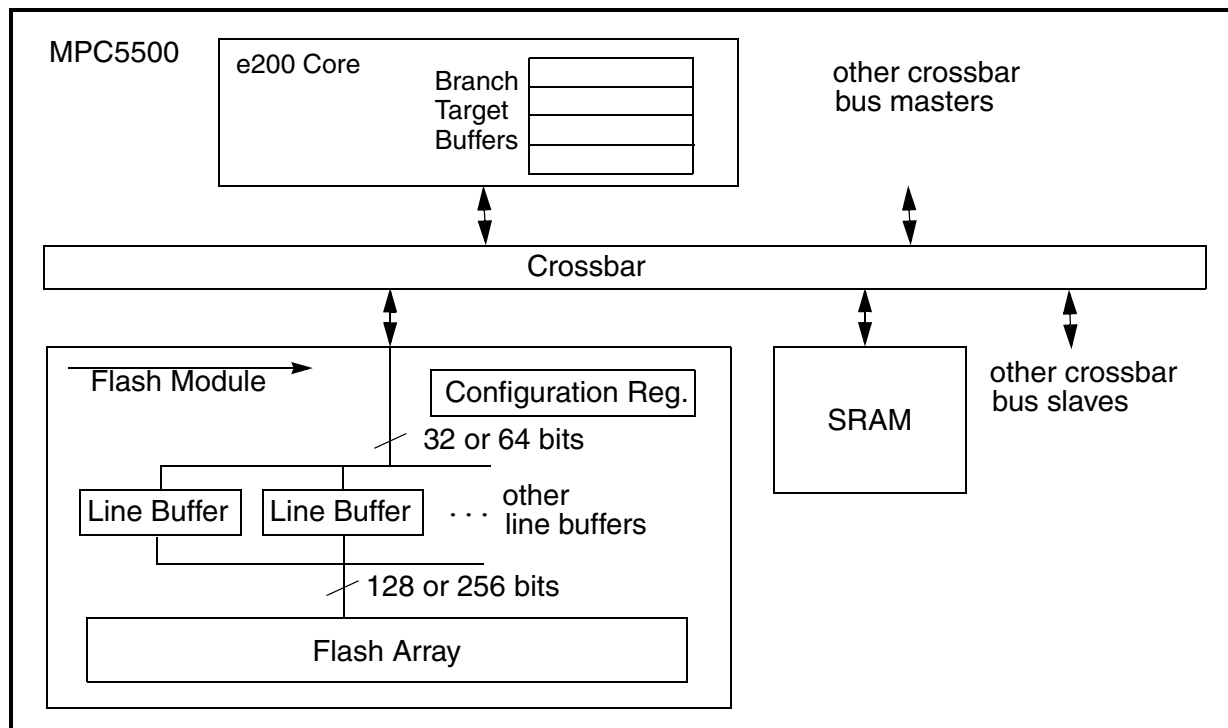 MPC5500
e200 Core
Branch
Target
Buffers
other crossbar
bus masters
Crossbar
Flash Module
Configuration Reg.
32 or 64 bits
Line Buffer
Line Buffer
. . .
other
line buffers
128 or 256 bits
Flash Array
SRAM
other crossbar
bus slaves